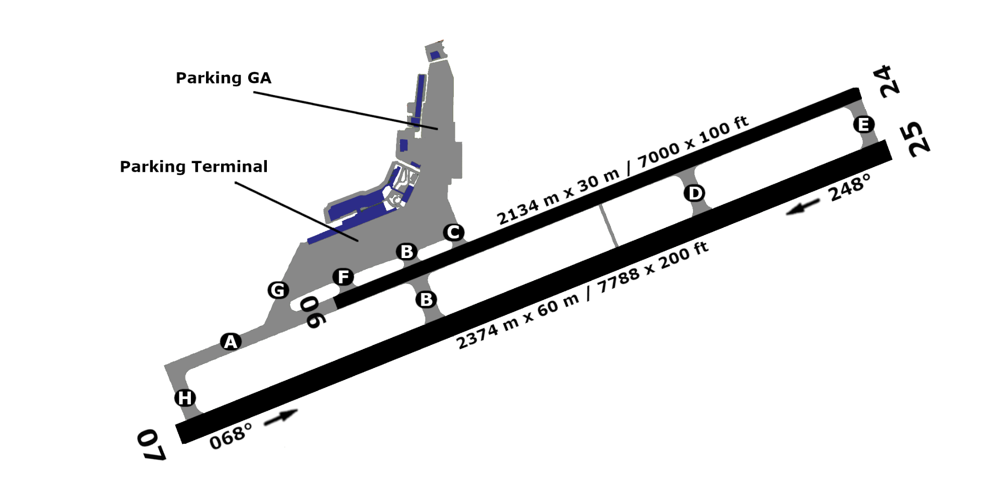 Parking GA
24
E
25
2134 m x 30 m / 7000 x 100 ft
Parking Terminal
D
248°
C
B
F
G
06
B
2374 m x 60 m / 7788 x 200 ft
A
H
07
068°